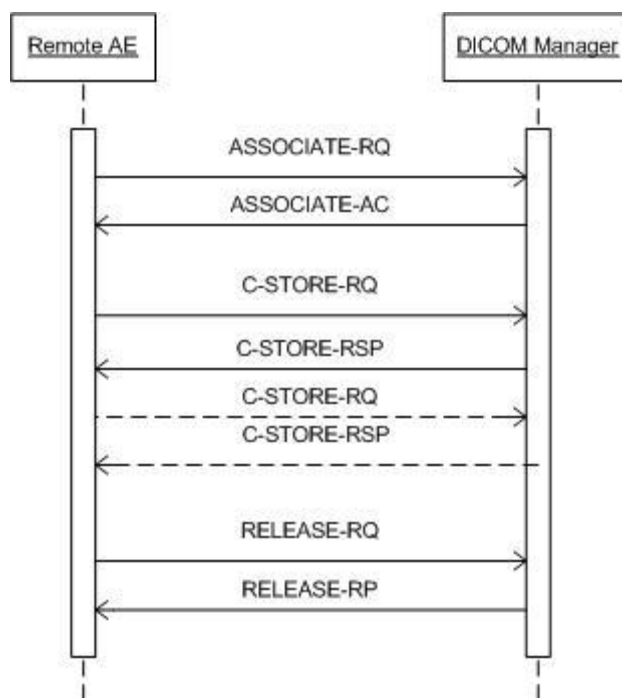 Remote AE
DICOM Manager
ASSOCIATE-RQ
ASSOCIATE-AC
C-STORE-RQ
C-STORE-RSP
C-STORE-RQ
C-STORE-RSP
RELEASE-RQ
RELEASE-RP